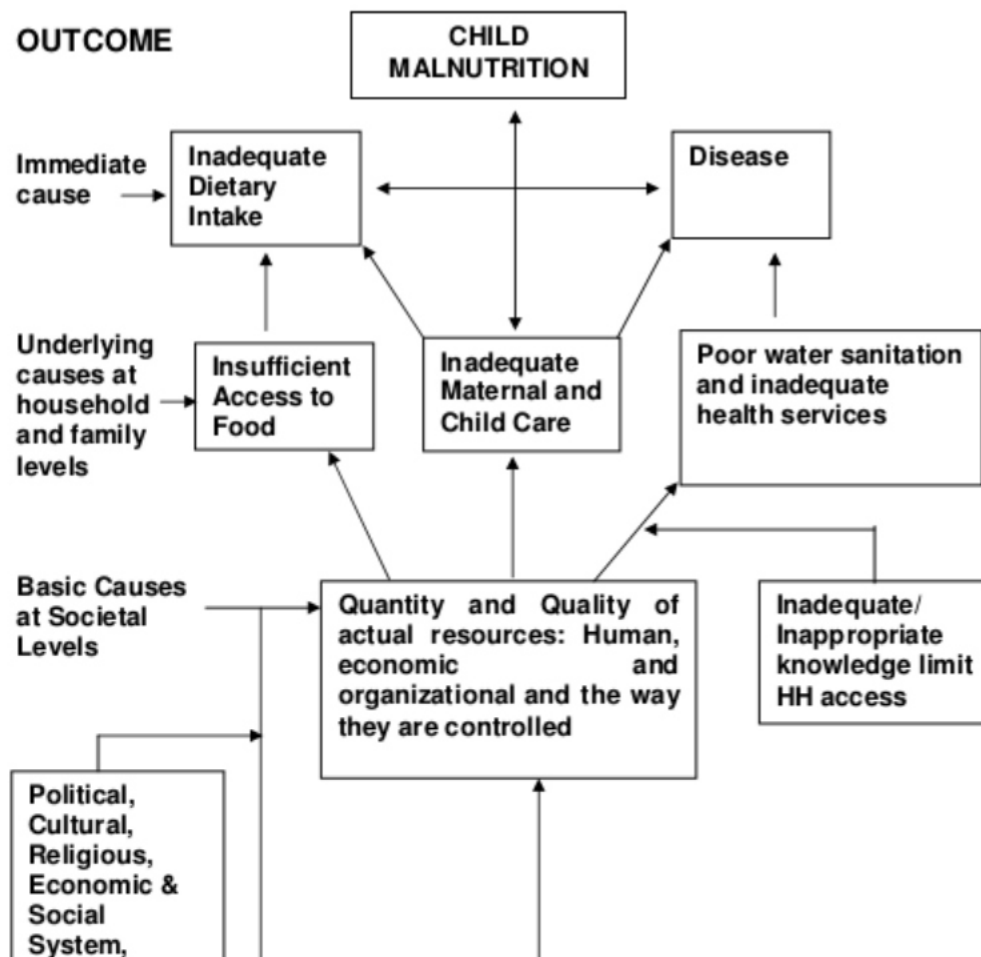 OUTCOME
CHILD
MALNUTRITION
Immediate
cause
Inadequate
Dietary
Intake
Disease
Underlying
causes at
household
and family
levels
Insufficient
Access to
Food
Inadequate
Maternal and
Child Care
Poor water sanitation
and inadequate
health services
Basic Causes
at Societal
Levels
Quantity and Quality of
actual resources: Human,
economic and
organizational and the way
they are controlled
Inadequate/
Inappropriate
knowledge limit
HH access
Political,
Cultural,
Religious,
Economic &
Social
System,